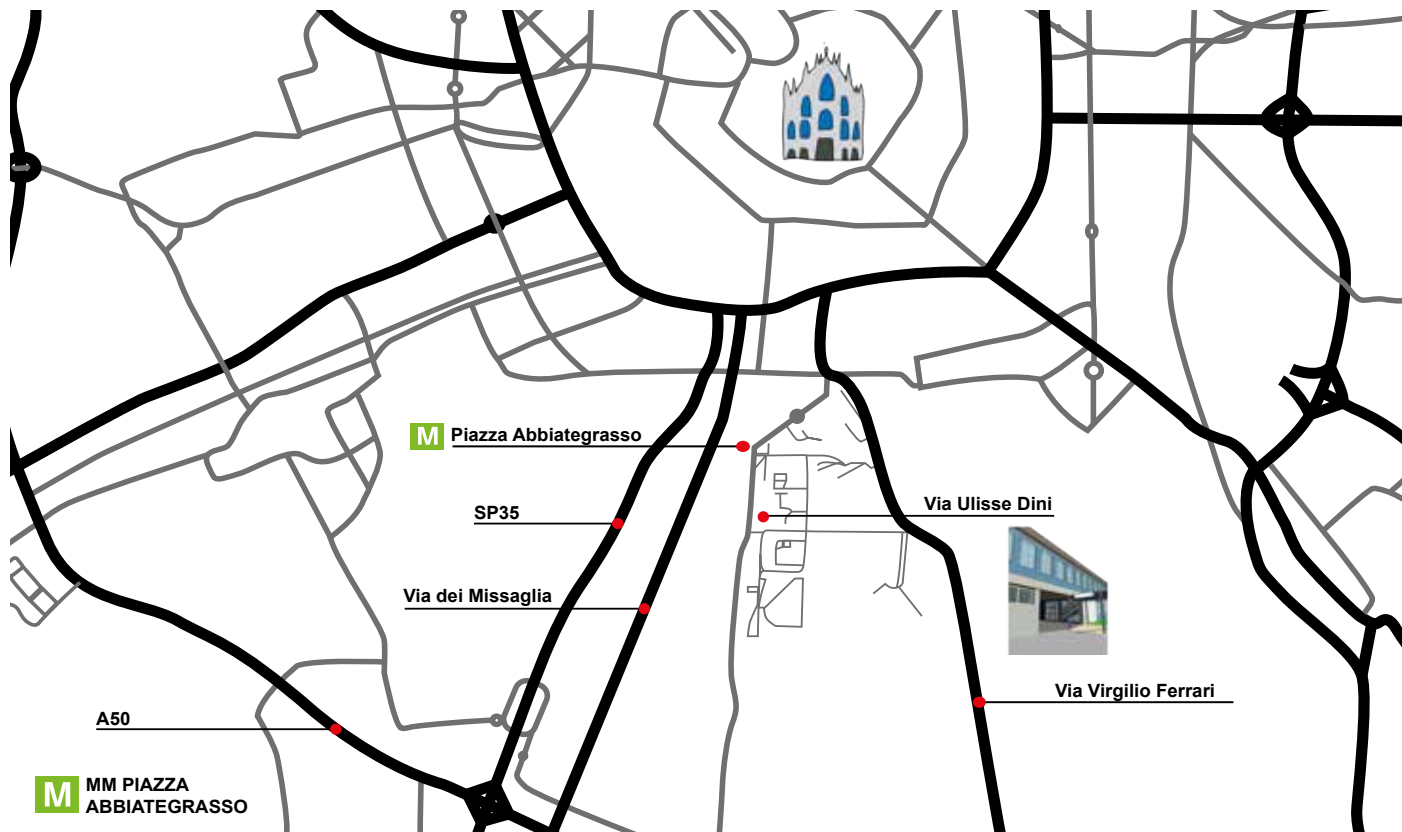 M Piazza Abbiategrasso
SP35
Via Ulisse Dini
Via dei Missaglia
Via Virgilio Ferrari
A50
M MM PIAZZA
ABBIATEGRASSO